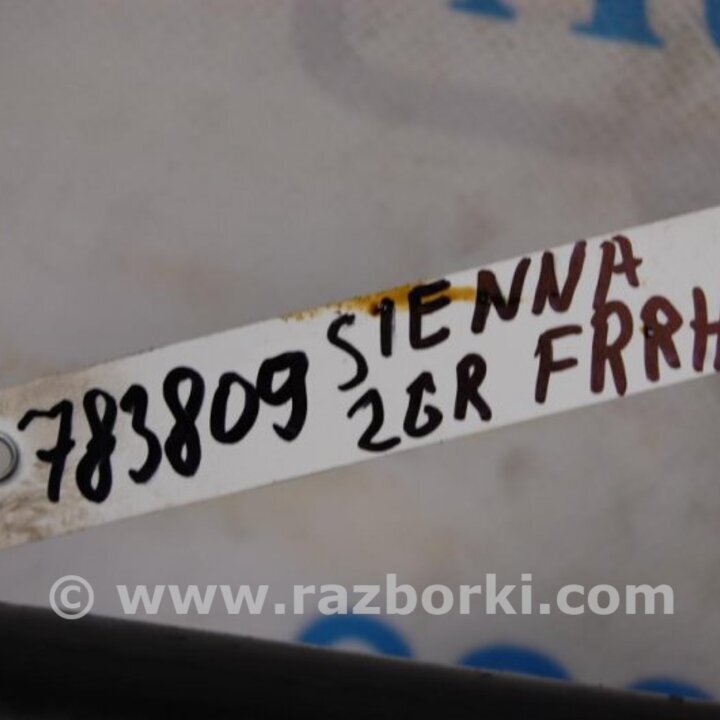 783809 SIENNA
2GR FRRH
© www.razborki.com